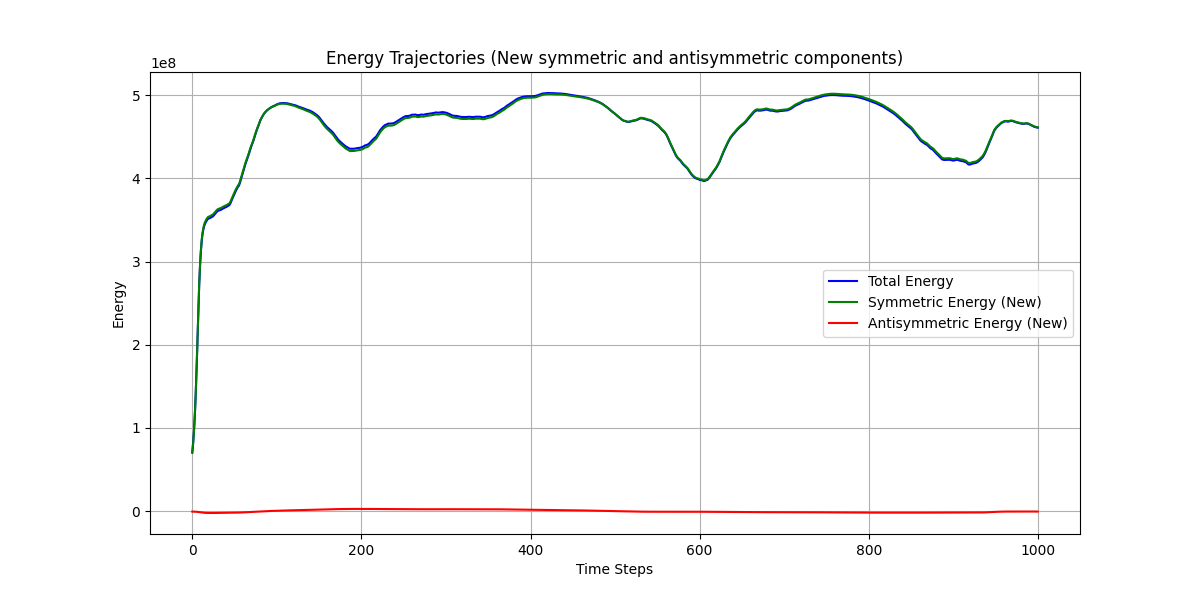 Energy Trajectories (New symmetric and antisymmetric components)
1e8
5
4
3
2
1
0
Energy
Total Energy
Symmetric Energy (New)
Antisymmetric Energy (New)
0 200 400 600 800 1000
Time Steps